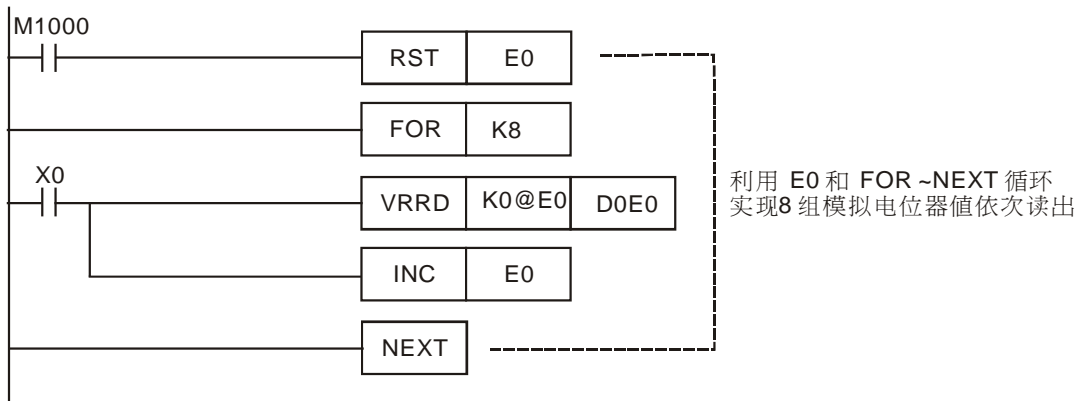 M1000
RST E0
FOR K8
X0
VRRD K0@E0 D0E0
INC E0
NEXT
利用 E0 和 FOR ~NEXT 循环
实现8 组模拟电位器值依次读出